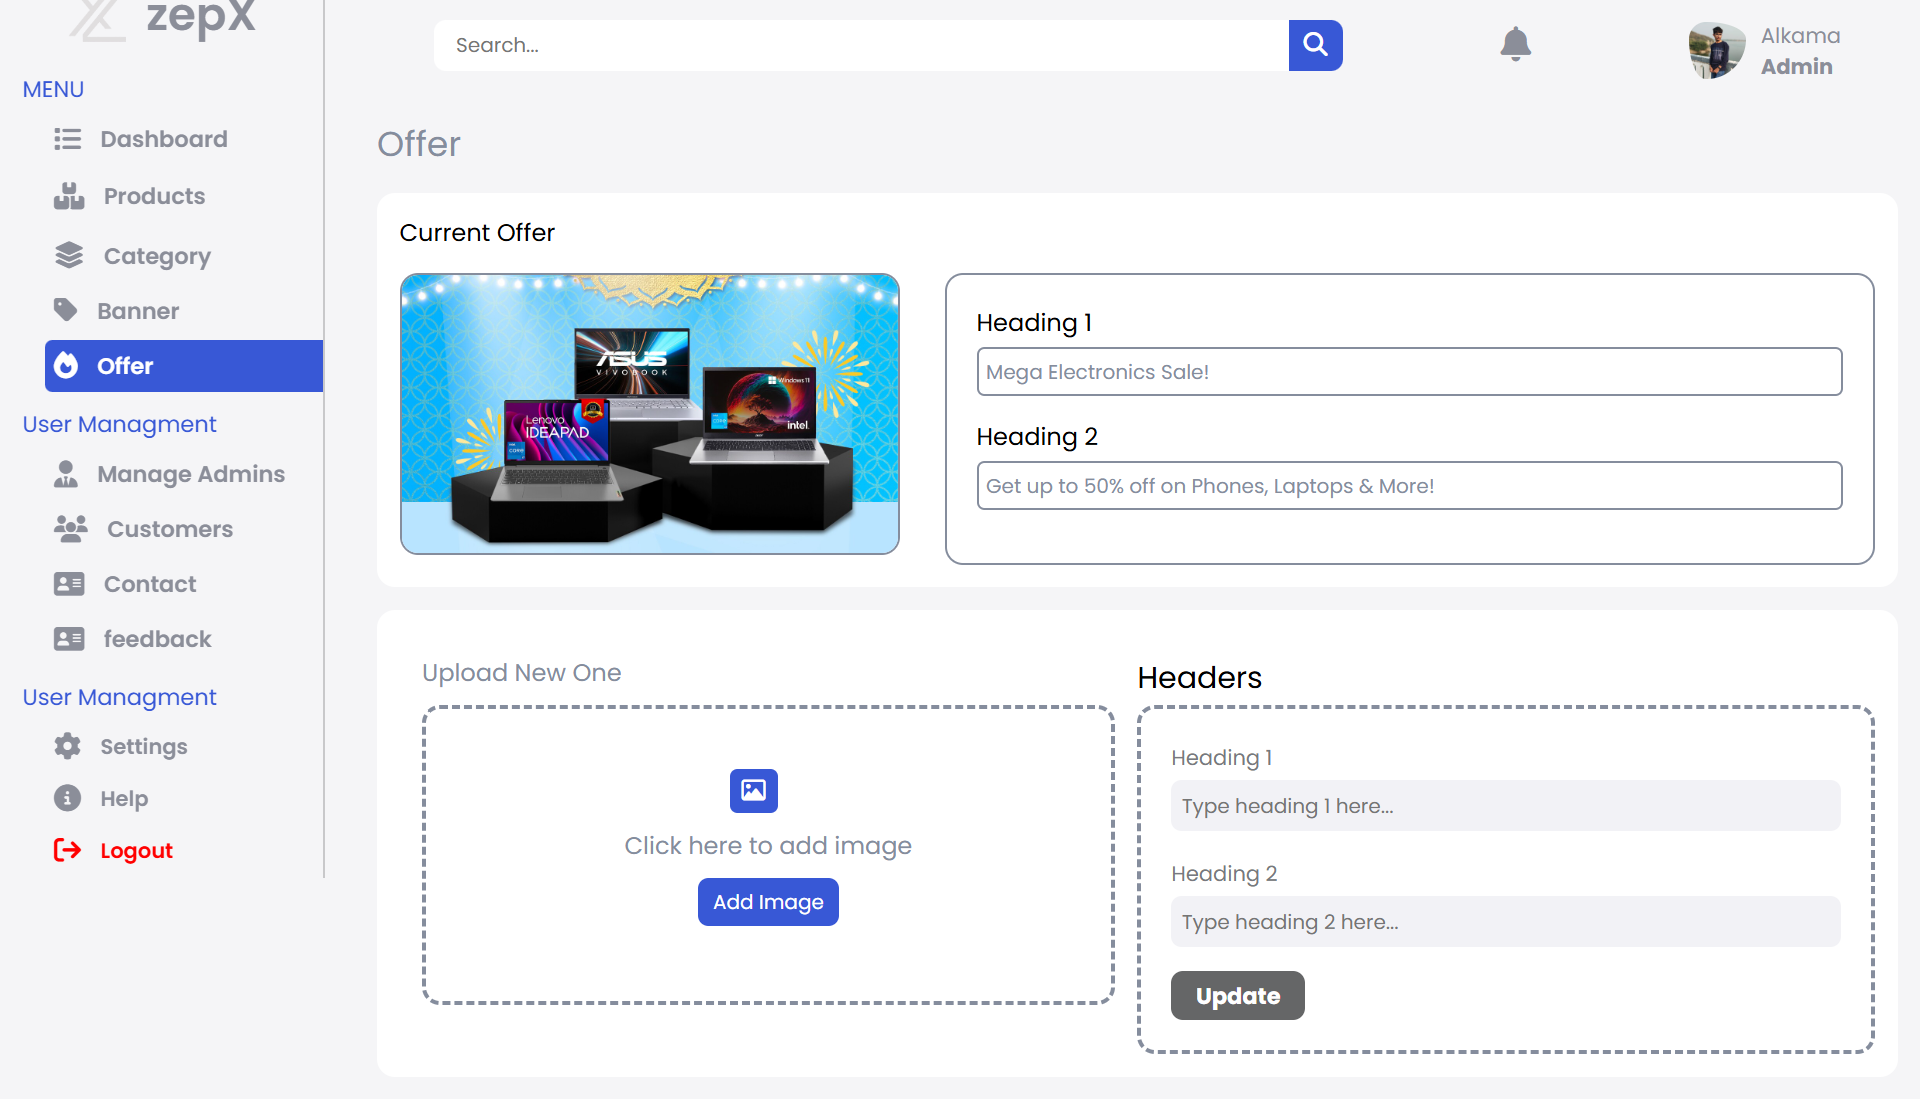 zepX
Search...
Alkama
Admin
MENU
Dashboard
Products
Category
Banner
Offer
User Managment
Manage Admins
Customers
Contact
feedback
User Managment
Settings
Help
Logout
Offer
Current Offer
ASUS
VIVOBOOK
Windows 11
intel.
Lenovo
IDEAPAD
Heading 1
Mega Electronics Sale!
Heading 2
Get up to 50% off on Phones, Laptops & More!
Upload New One
Click here to add image
Add Image
Headers
Heading 1
Type heading 1 here...
Heading 2
Type heading 2 here...
Update